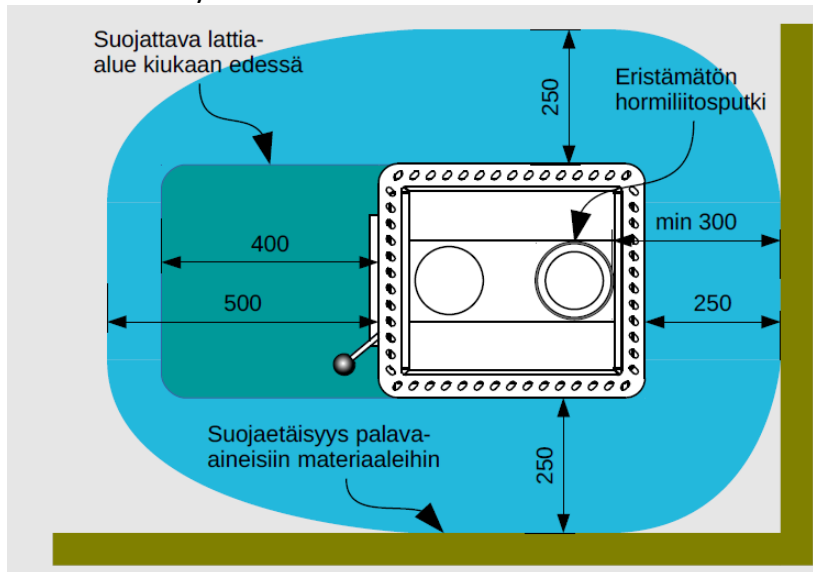 Suojattava lattia-
alue kiukaan edessä
250
Eristämätön
hormiliitosputki
min 300
400
500
250
Suojaetäisyys palava-
aineisiin materiaaleihin
250